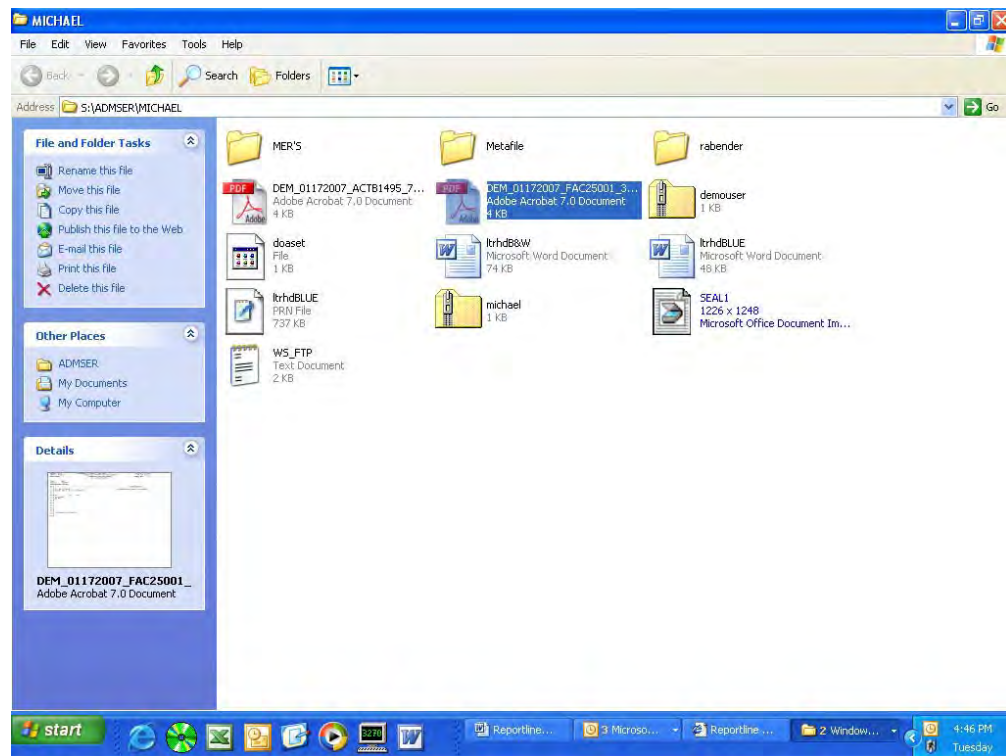 MICHAEL
File Edit View Favorites Tools Help
Back Search Folders
Address S:\ADMSER\MICHAEL Go
File and Folder Tasks
Rename this file
Move this file
Copy this file
Publish this file to the Web
E-mail this file
Print this file
Delete this file
Other Places
ADMSER
My Documents
My Computer
Details
DEM_01172007_FAC25001_
Adobe Acrobat 7.0 Document
MER'S
Metafile
rabender
PDF
Adobe
DEM_01172007_ACTB1495_7...
Adobe Acrobat 7.0 Document
4 KB
PDF
Adobe
DEM_01172007_FAC25001_3...
Adobe Acrobat 7.0 Document
4 KB
demouser
1 KB
doaset
File
1 KB
ltrhdB&W
Microsoft Word Document
74 KB
ltrhdBLUE
Microsoft Word Document
48 KB
ltrhdBLUE
PRN File
737 KB
michael
1 KB
SEAL1
1226 x 1248
Microsoft Office Document Im...
WS_FTP
Text Document
2 KB
start
3270
Reportline...
3 Microso...
Reportline ...
2 Window...
4:46 PM
Tuesday